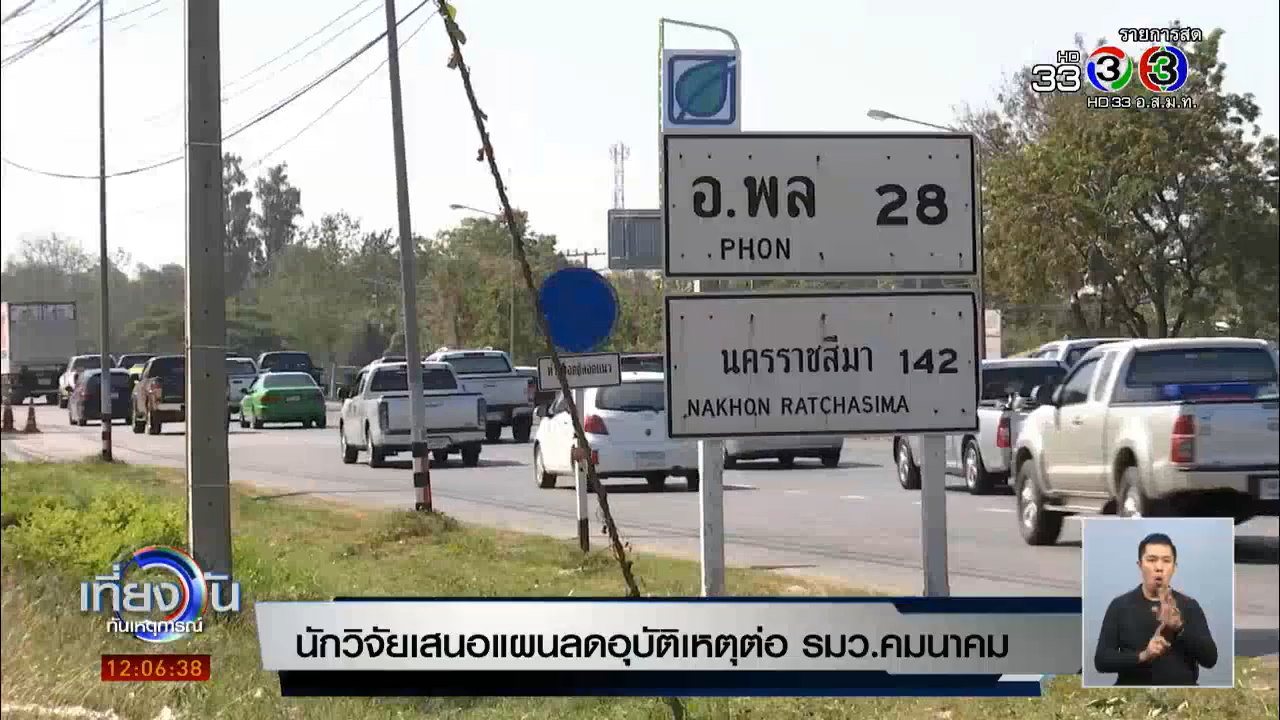 รายการสด
HD
33 3 3
HD 33 อ.ส.ม.ท.
อ.พล 28
PHON
นครราชสีมา 142
NAKHON RATCHASIMA
เที่ยงวัน
ทันเหตุการณ์
12:06:38
นักวิจัยเสนอแผนลดอุบัติเหตุต่อ รมว.คมนาคม